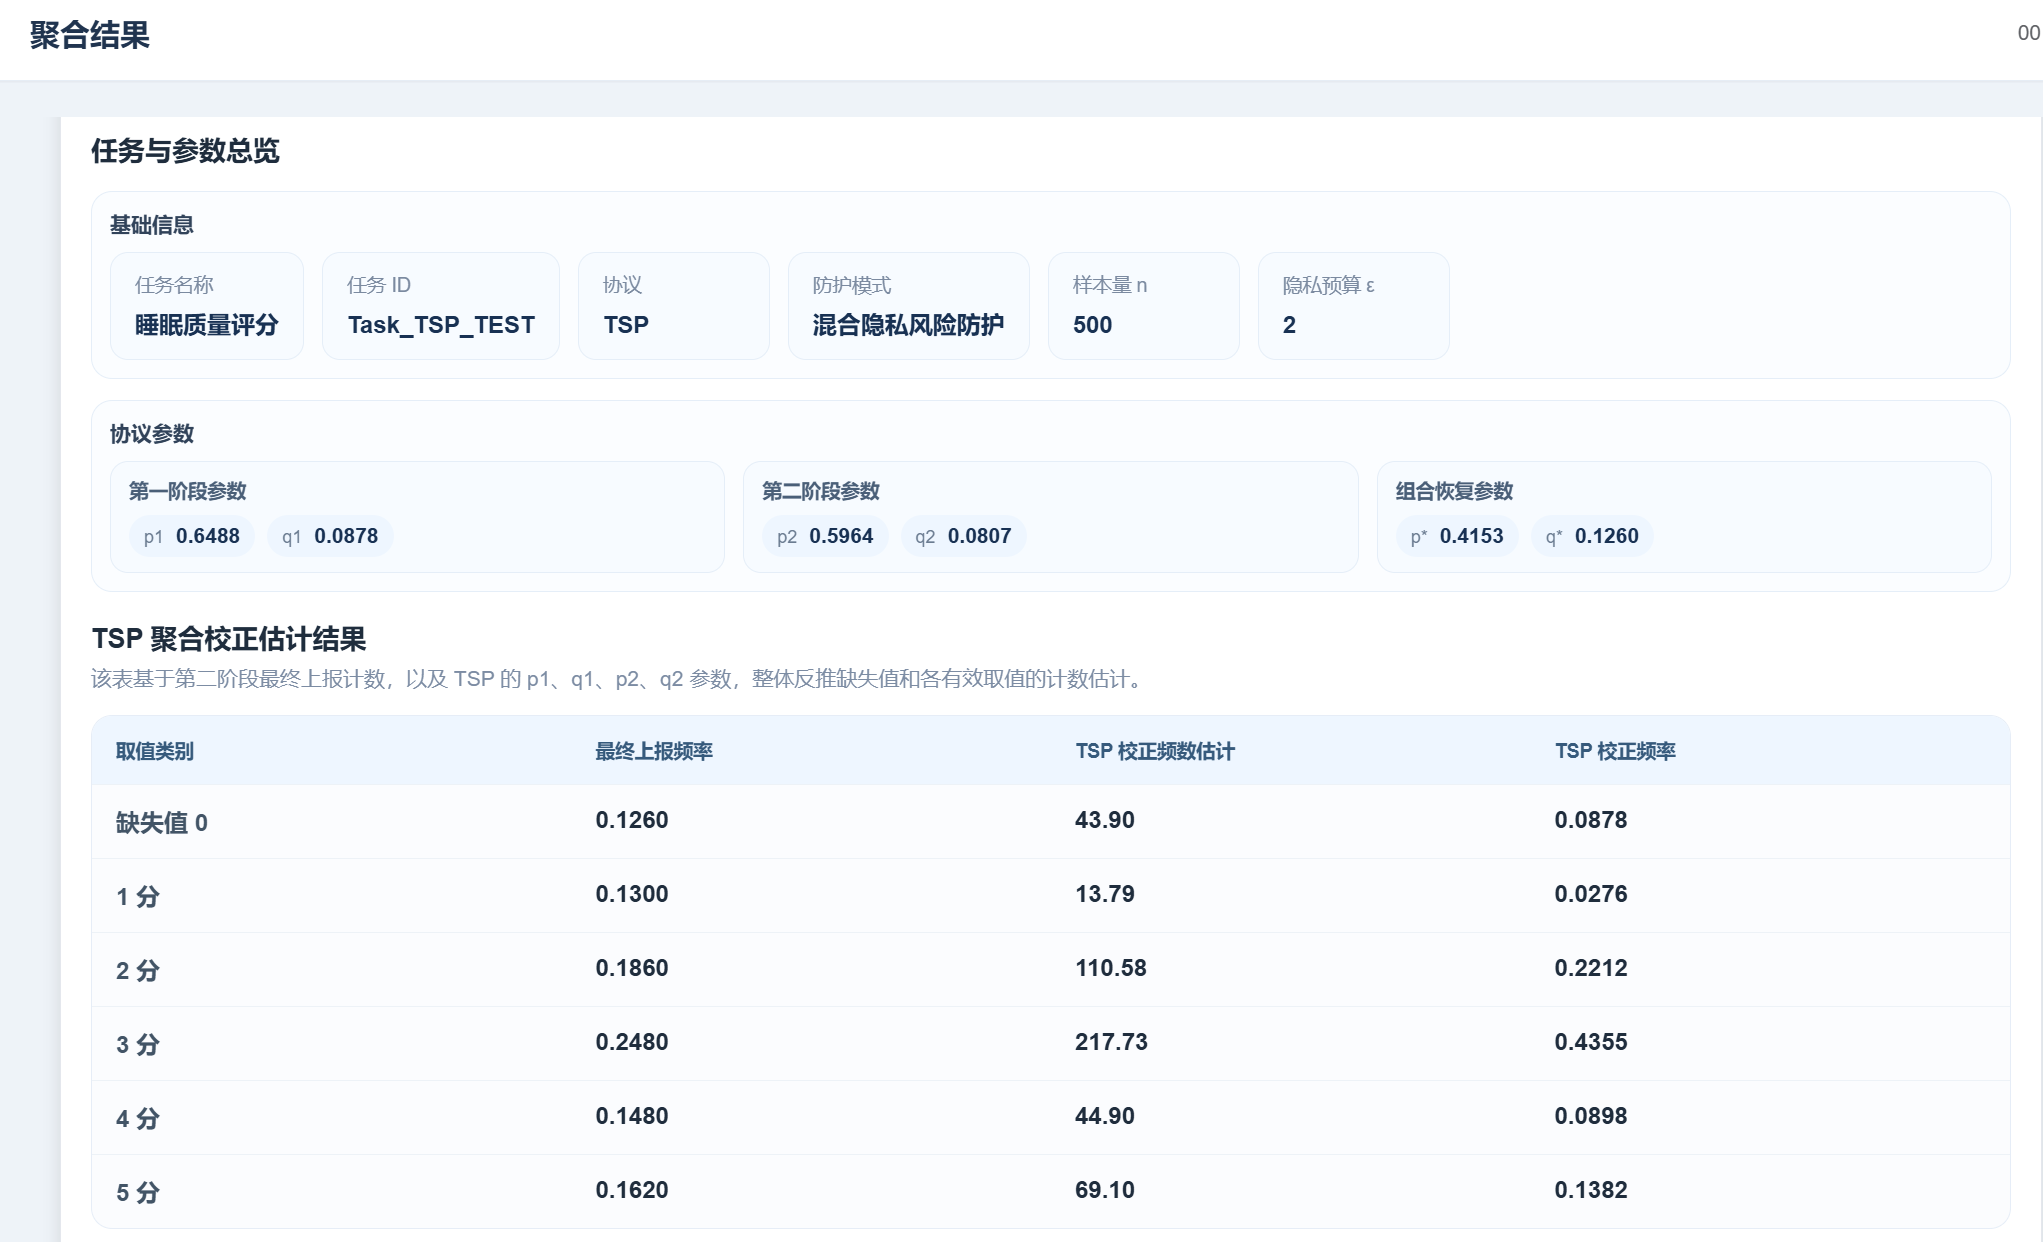 聚合结果
00
任务与参数总览
基础信息
任务名称 任务 ID 协议 防护模式 样本量 n 隐私预算 ε
睡眠质量评分 Task_TSP_TEST TSP 混合隐私风险防护 500 2
协议参数
第一阶段参数 第二阶段参数 组合恢复参数
p1 0.6488 q1 0.0878 p2 0.5964 q2 0.0807 p* 0.4153 q* 0.1260
TSP 聚合校正估计结果
该表基于第二阶段最终上报计数，以及 TSP 的 p1、q1、p2、q2 参数，整体反推缺失值和各有效取值的计数估计。
取值类别 最终上报频率 TSP 校正频数估计 TSP 校正频率
缺失值 0 0.1260 43.90 0.0878
1 分 0.1300 13.79 0.0276
2 分 0.1860 110.58 0.2212
3 分 0.2480 217.73 0.4355
4 分 0.1480 44.90 0.0898
5 分 0.1620 69.10 0.1382